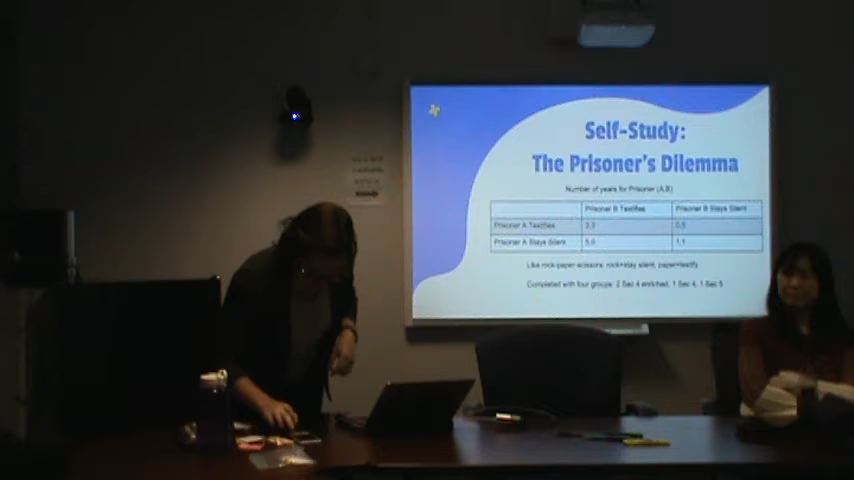 Self-Study:
The Prisoner's Dilemma
Number of years for Prisoner (A,B)
Prisoner B Testifies Prisoner B Stays Silent
Prisoner A Testifies 3,3 0,5
Prisoner A Stays Silent 5,0 1,1
Like rock-paper-scissors: rock=stay silent, paper=testify
Completed with four groups: 2 Sec 4 enriched, 1 Sec 4, 1 Sec 5